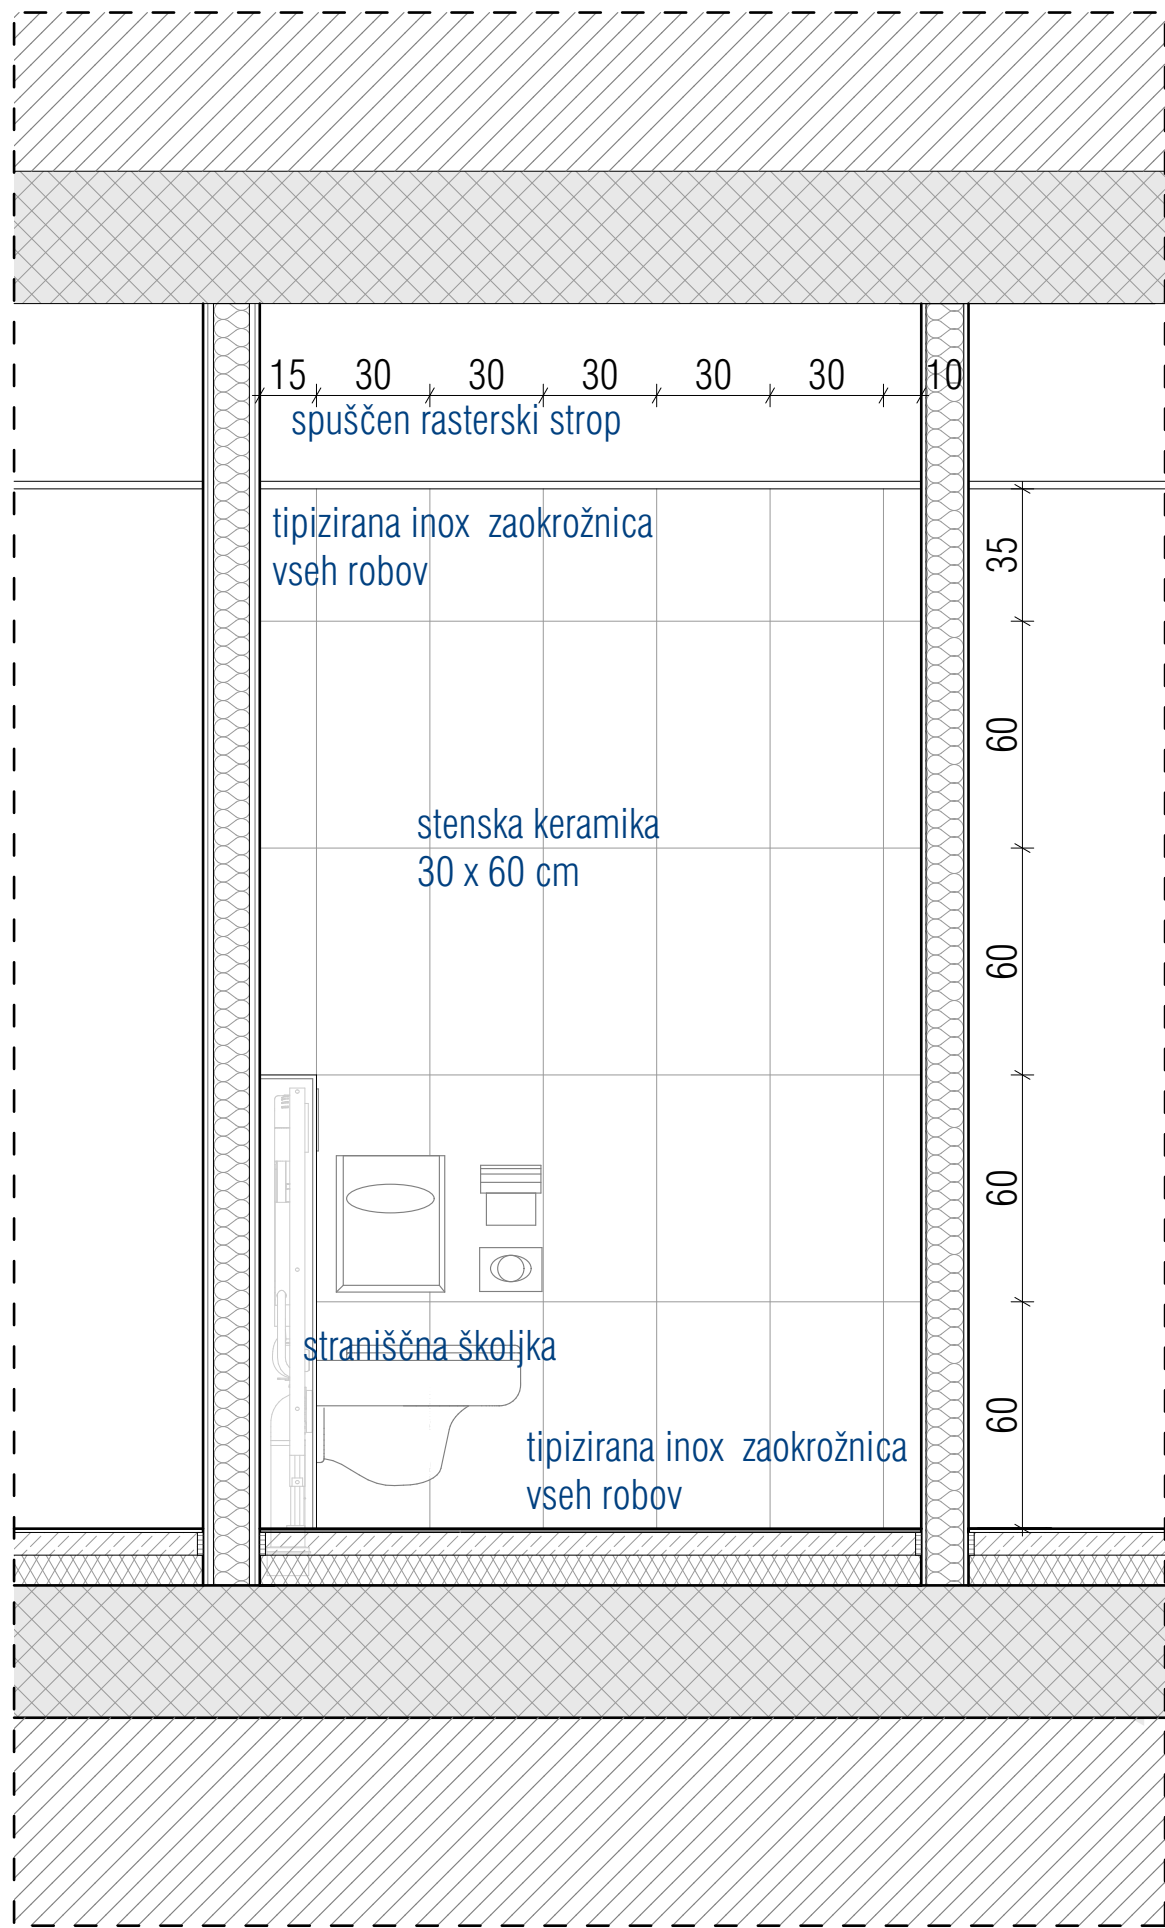 15 30 30 30 30 30 10
spuščen rasterski strop
tipizirana inox zaokrožnica
vseh robov
35
60
stenska keramika
30 x 60 cm
60
60
straniščna školjka
60
tipizirana inox zaokrožnica
vseh robov